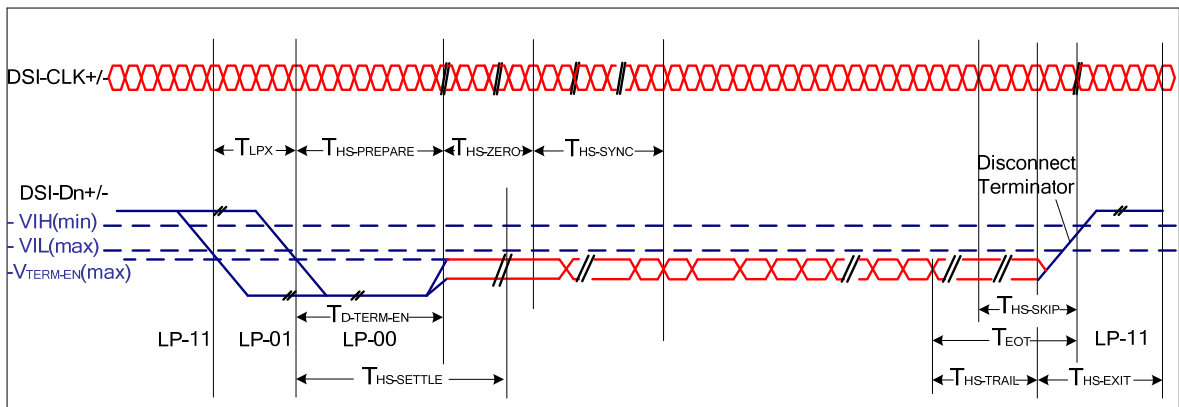 DSI-CLK+/-
TLPX
THS-PREPARE
THS-ZERO
THS-SYNC
Disconnect
Terminator
DSI-Dn+/-
- VIH(min)
- VIL(max)
-VTERM-EN(max)
TD-TERM-EN
THS-SKIP
LP-11
LP-01
LP-00
TEOT
LP-11
THS-SETTLE
THS-TRAIL
THS-EXIT